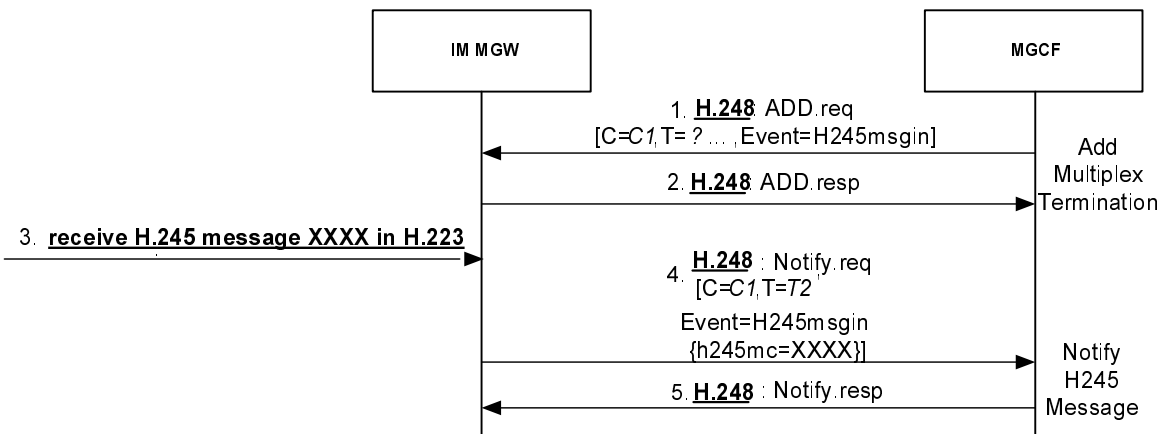 IM MGW
MGCF
1. H.248: ADD.req
[C=C1,T= ? ... ,Event=H245msgin]
Add
Multiplex
Termination
2. H.248: ADD.resp
3. receive H.245 message XXXX in H.223
4. H.248 : Notify.req
[C=C1,T=T2 ,
Event=H245msgin
{h245mc=XXXX}]
Notify
H245
Message
5. H.248 : Notify.resp